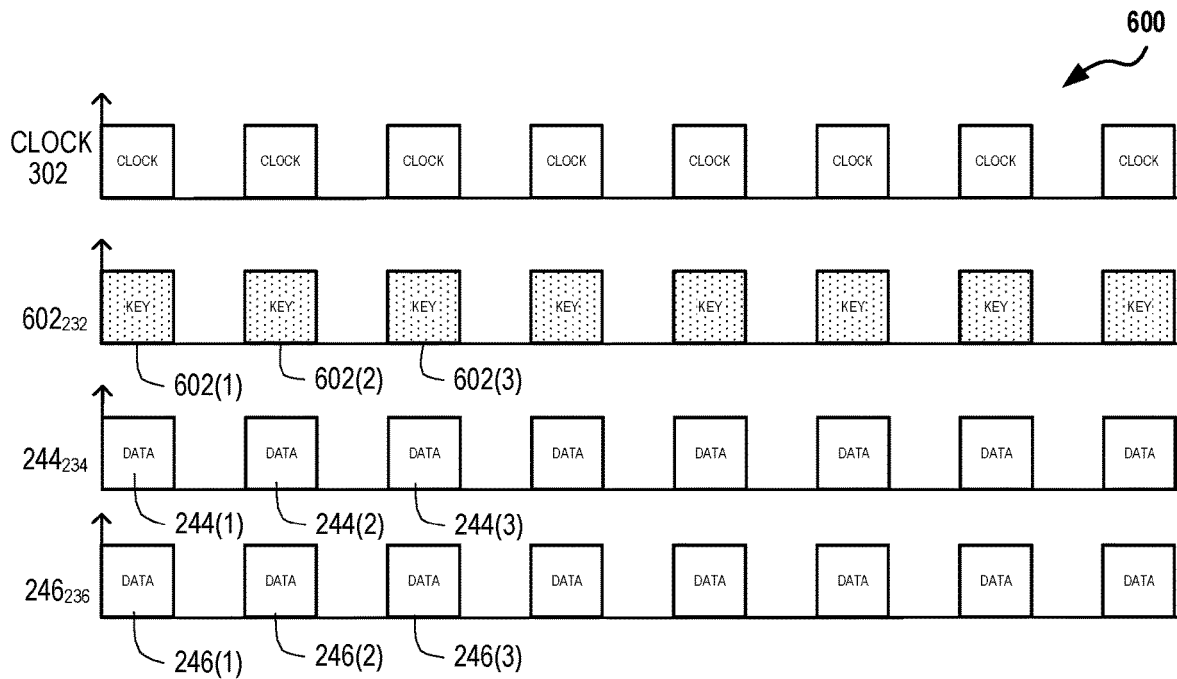 600
CLOCK
302
CLOCK CLOCK CLOCK CLOCK CLOCK CLOCK CLOCK CLOCK
602232
KEY KEY KEY KEY KEY KEY KEY KEY
602(1) 602(2) 602(3)
244234
DATA DATA DATA DATA DATA DATA DATA DATA
244(1) 244(2) 244(3)
246236
DATA DATA DATA DATA DATA DATA DATA DATA
246(1) 246(2) 246(3)